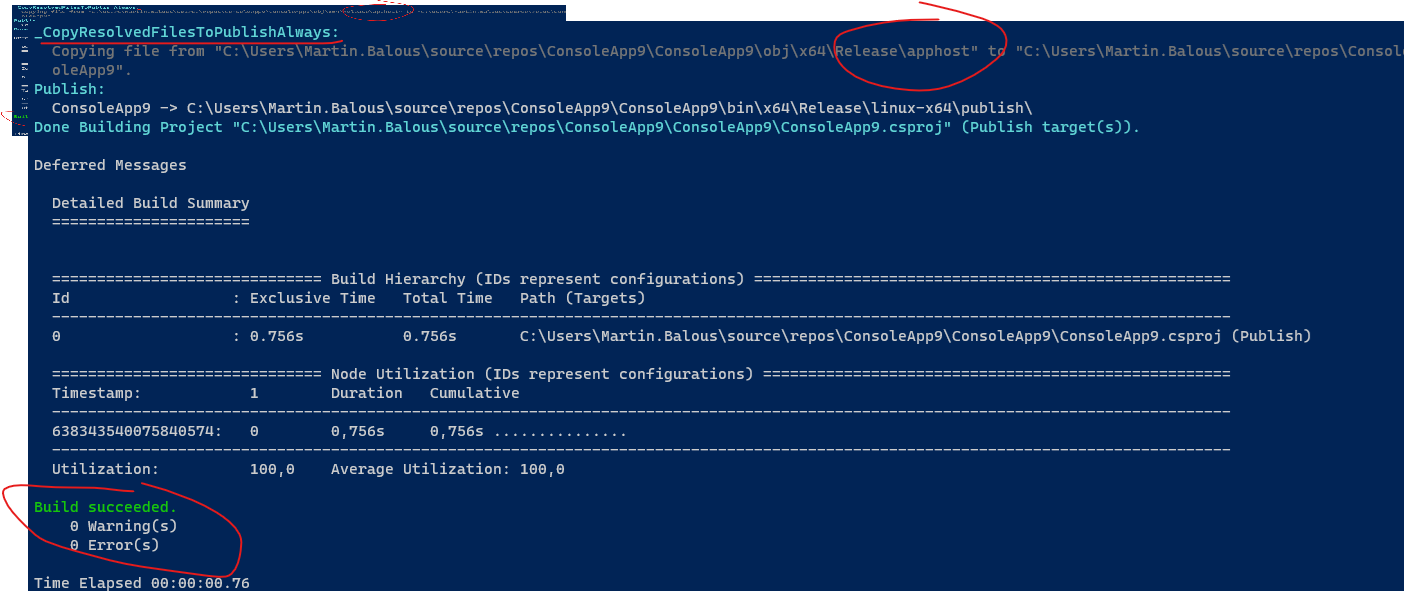 _CopyResolvedFilesToPublishAlways:
Copying file from "C:\Users\Martin.Balous\source\repos\ConsoleApp9\ConsoleApp9\obj\x64\Release\apphost" to "C:\Users\Martin.Balous\source\repos\Cons
oleApp9".
Publish:
ConsoleApp9 -> C:\Users\Martin.Balous\source\repos\ConsoleApp9\ConsoleApp9\bin\x64\Release\linux-x64\publish\
Done Building Project "C:\Users\Martin.Balous\source\repos\ConsoleApp9\ConsoleApp9\ConsoleApp9.csproj" (Publish target(s)).
Deferred Messages
Detailed Build Summary
======================
============================== Build Hierarchy (IDs represent configurations) =====================================================
Id : Exclusive Time Total Time Path (Targets)
-----------------------------------------------------------------------------------------------------------------------------------
0 : 0.756s 0.756s C:\Users\Martin.Balous\source\repos\ConsoleApp9\ConsoleApp9\ConsoleApp9.csproj (Publish)
============================== Node Utilization (IDs represent configurations) ====================================================
Timestamp: 1 Duration Cumulative
-----------------------------------------------------------------------------------------------------------------------------------
638343540075840574: 0 0,756s 0,756s ...............
-----------------------------------------------------------------------------------------------------------------------------------
Utilization: 100,0 Average Utilization: 100,0
Build succeeded.
0 Warning(s)
0 Error(s)
Time Elapsed 00:00:00.76